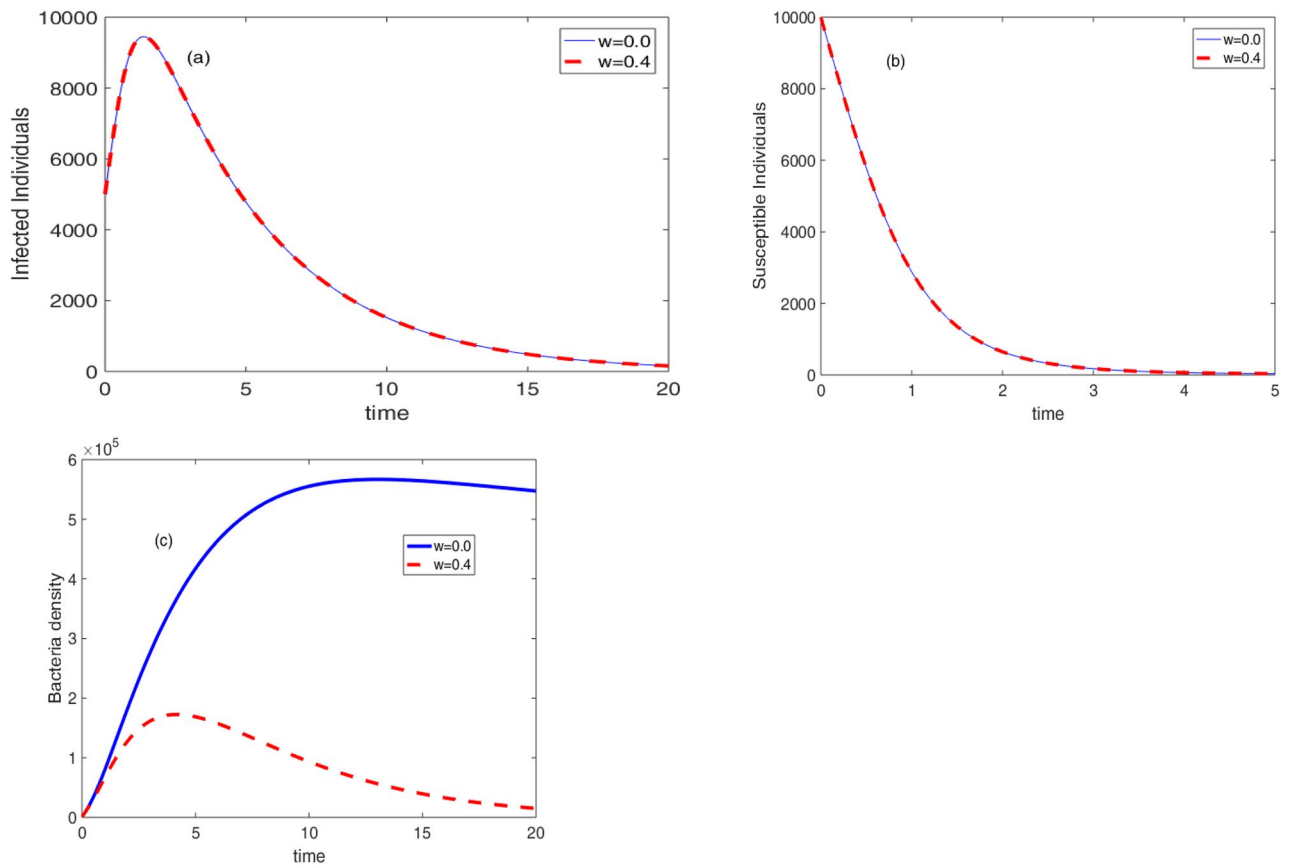 (a)
w=0.0
w=0.4
10000
8000
6000
4000
2000
0
Infected Individuals
0 5 10 15 20
time
(b)
w=0.0
w=0.4
10000
8000
6000
4000
2000
0
Susceptible Individuals
0 1 2 3 4 5
time
×10⁵
(c)
w=0.0
w=0.4
6
5
4
3
2
1
0
Bacteria density
0 5 10 15 20
time